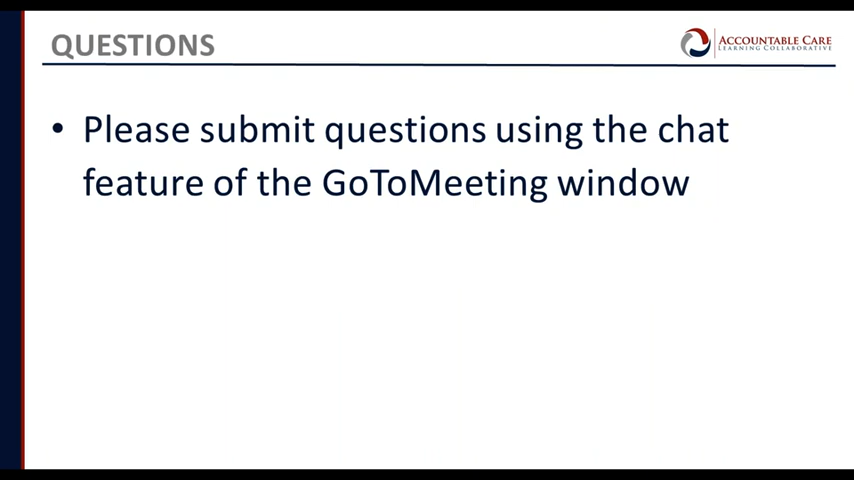 QUESTIONS
ACCOUNTABLE CARE
LEARNING COLLABORATIVE
• Please submit questions using the chat
feature of the GoToMeeting window